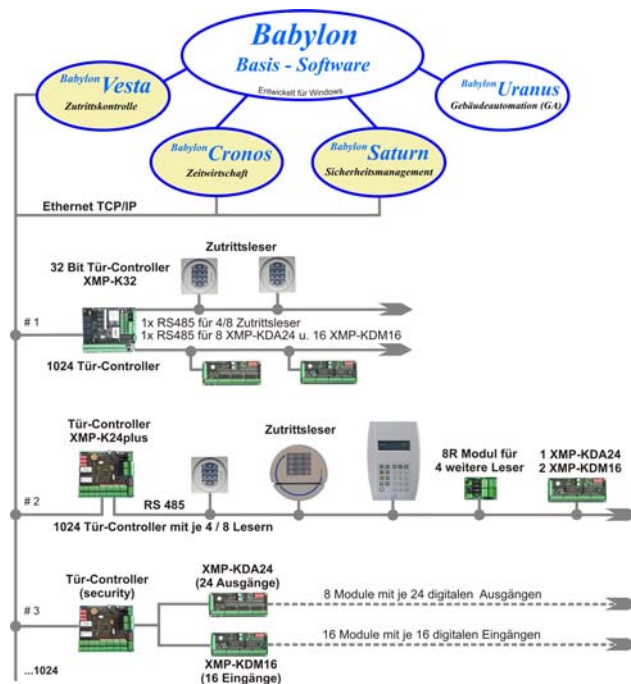 Babylon
Basis - Software
Entwickelt für Windows
Babylon Vesta
Zutrittskontrolle
Babylon Uranus
Gebäudeautomation (GA)
Babylon Cronos
Zeitwirtschaft
Babylon Saturn
Sicherheitsmanagement
Ethernet TCP/IP
Zutrittsleser
32 Bit Tür-Controller
XMP-K32
# 1
1x RS485 für 4/8 Zutrittsleser
1x RS485 für 8 XMP-KDA24 u. 16 XMP-KDM16
1024 Tür-Controller
Tür-Controller
XMP-K24plus
Zutrittsleser
8R Modul für
4 weitere Leser
1 XMP-KDA24
2 XMP-KDM16
# 2
RS 485
1024 Tür-Controller mit je 4 / 8 Lesern
Tür-Controller
(security)
XMP-KDA24
(24 Ausgänge)
8 Module mit je 24 digitalen Ausgängen
# 3
16 Module mit je 16 digitalen Eingängen
XMP-KDM16
(16 Eingänge)
...1024